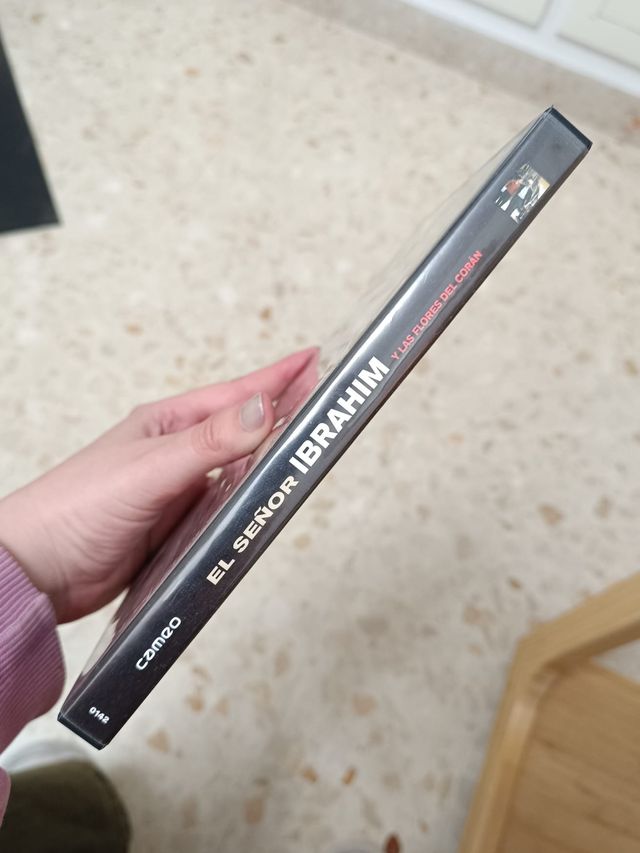 0142
cameo
EL SEÑOR IBRAHIM
Y LAS FLORES DEL CORÁN